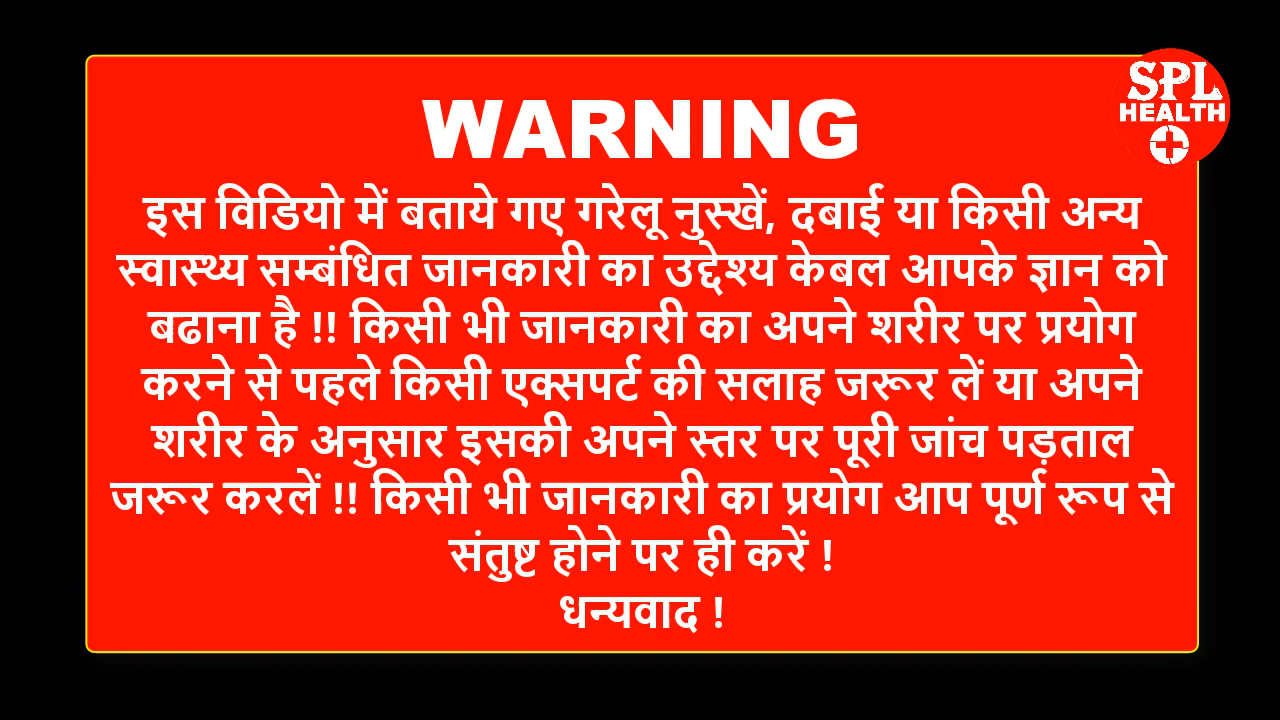 SPL
HEALTH
WARNING
इस विडियो में बताये गए गरेलू नुस्खें, दबाई या किसी अन्य
स्वास्थ्य सम्बंधित जानकारी का उद्देश्य केबल आपके ज्ञान को
बढाना है !! किसी भी जानकारी का अपने शरीर पर प्रयोग
करने से पहले किसी एक्सपर्ट की सलाह जरूर लें या अपने
शरीर के अनुसार इसकी अपने स्तर पर पूरी जांच पड़ताल
जरूर करलें !! किसी भी जानकारी का प्रयोग आप पूर्ण रूप से
संतुष्ट होने पर ही करें !
धन्यवाद !